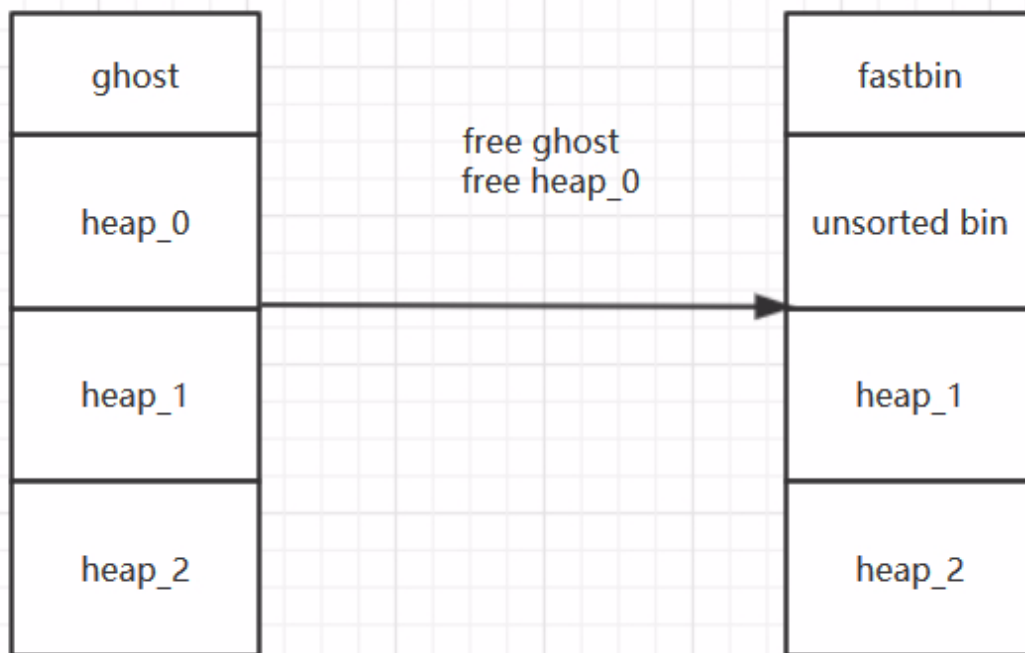 ghost
heap_0
heap_1
heap_2
free ghost
free heap_0
fastbin
unsorted bin
heap_1
heap_2